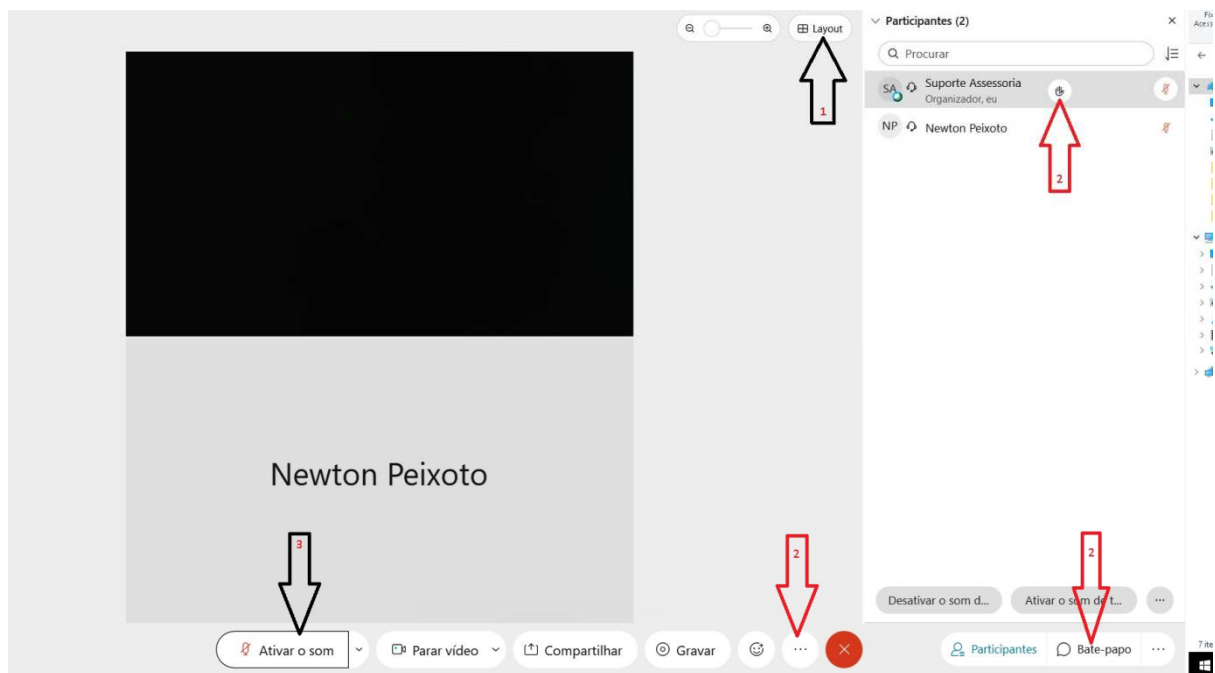 Layout
1
Participantes (2)
Procurar
SA
Suporte Assessoria
Organizador, eu
NP
Newton Peixoto
2
Newton Peixoto
3
2
2
Desativar o som d...
Ativar o som de t...
Ativar o som
Parar vídeo
Compartilhar
Gravar
Participantes
Bate-papo